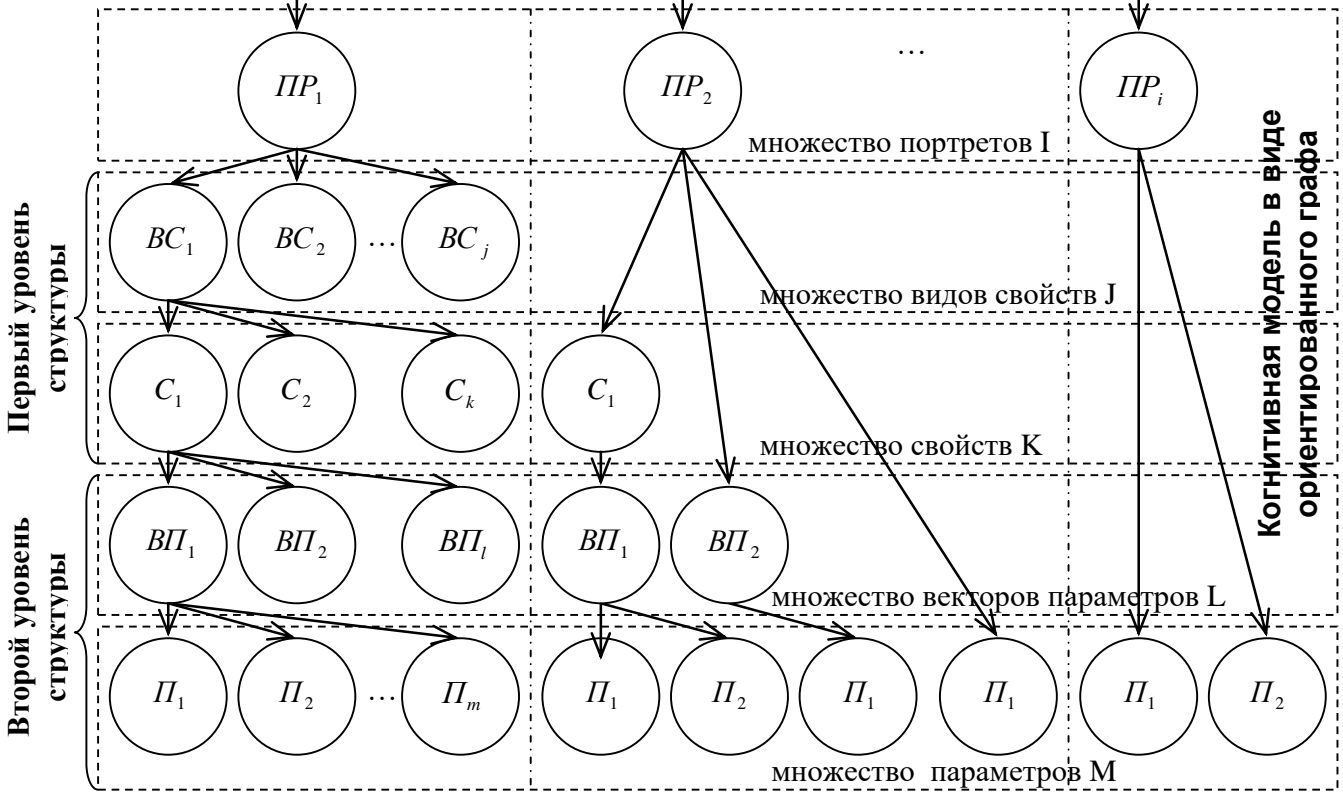 ПР₁ ПР₂ … ПРᵢ
множество портретов I
ВС₁ ВС₂ … ВСⱼ
множество видов свойств J
С₁ С₂ Сₖ С₁
множество свойств K
ВП₁ ВП₂ ВПₗ ВП₁ ВП₂
множество векторов параметров L
П₁ П₂ … Пₘ П₁ П₂ П₁ П₁ П₁ П₂
множество параметров M
Первый уровень
структуры
Второй уровень
структуры
Когнитивная модель в виде
ориентированного графа